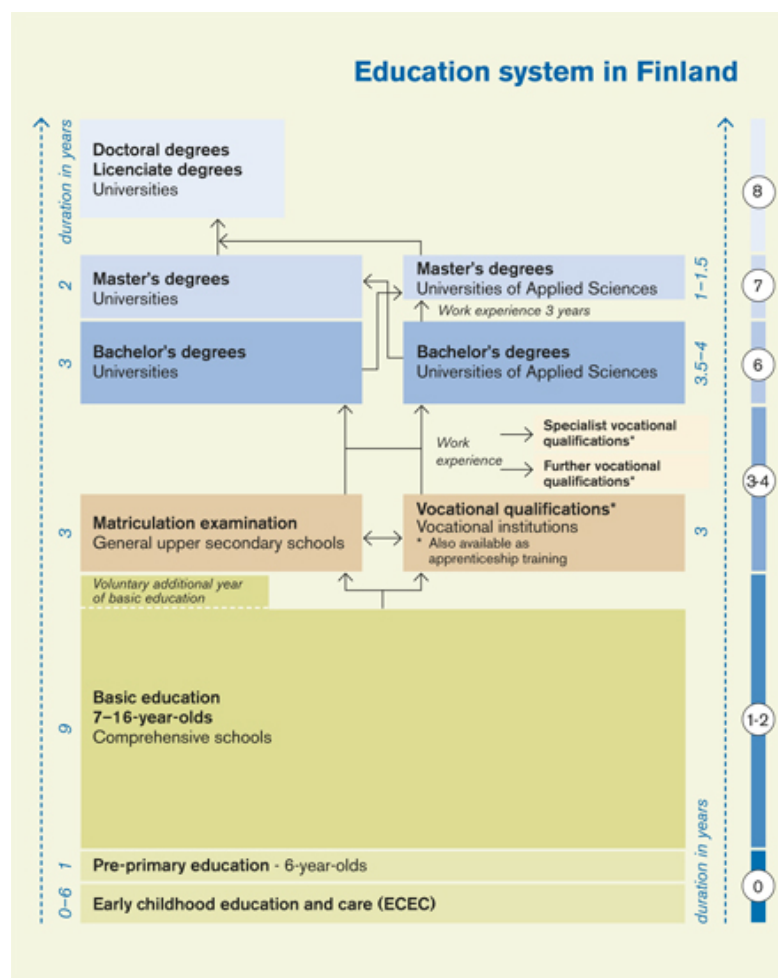 Education system in Finland
duration in years
Doctoral degrees
Licenciate degrees
Universities
8
2
Master's degrees
Universities
Master's degrees
Universities of Applied Sciences
1–1.5
7
Work experience 3 years
3
Bachelor's degrees
Universities
Bachelor's degrees
Universities of Applied Sciences
3.5–4
6
Work
experience
Specialist vocational
qualifications*
Further vocational
qualifications*
3-4
3
Matriculation examination
General upper secondary schools
Vocational qualifications*
Vocational institutions
* Also available as
apprenticeship training
3
Voluntary additional year
of basic education
9
Basic education
7–16-year-olds
Comprehensive schools
1-2
1
Pre-primary education - 6-year-olds
0–6
Early childhood education and care (ECEC)
duration in years
0